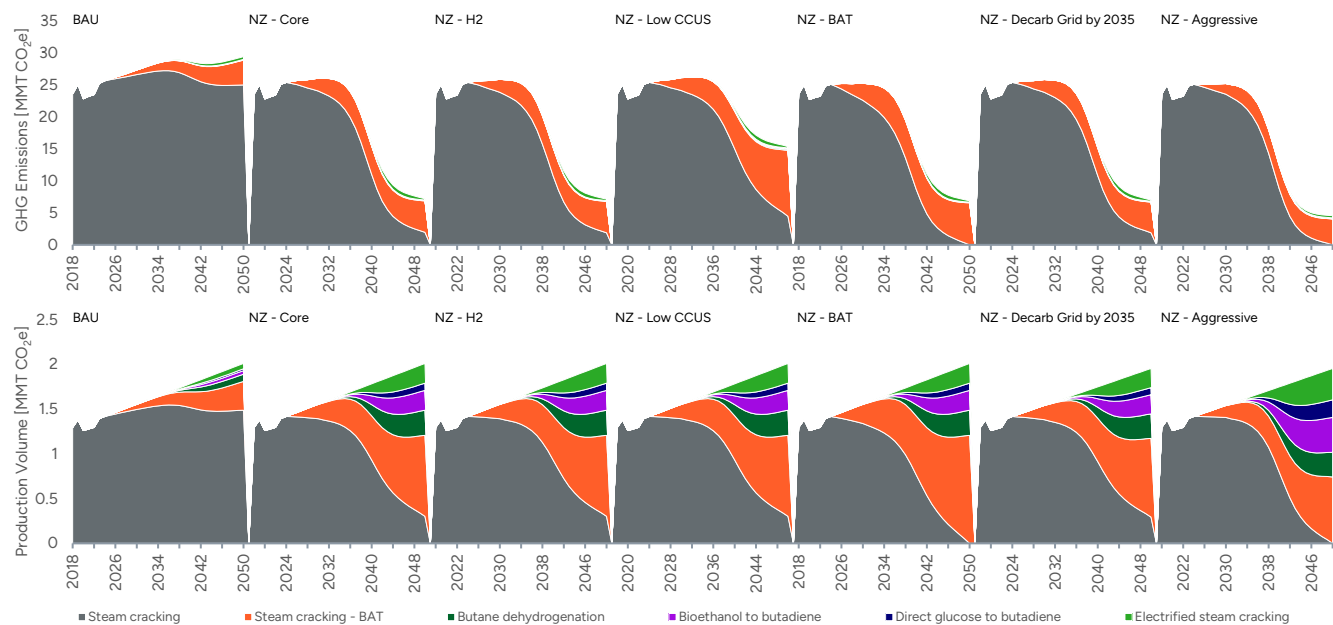 BAU NZ - Core NZ - H2 NZ - Low CCUS NZ - BAT NZ - Decarb Grid by 2035 NZ - Aggressive
GHG Emissions [MMT CO₂e]
35
30
25
20
15
10
5
0
2018 2026 2034 2042 2050 2024 2032 2040 2048 2022 2030 2038 2046 2020 2028 2036 2044 2018 2026 2034 2042 2050 2024 2032 2040 2048 2022 2030 2038 2046
BAU NZ - Core NZ - H2 NZ - Low CCUS NZ - BAT NZ - Decarb Grid by 2035 NZ - Aggressive
Production Volume [MMT CO₂e]
2.5
2
1.5
1
0.5
0
2018 2026 2034 2042 2050 2024 2032 2040 2048 2022 2030 2038 2046 2020 2028 2036 2044 2018 2026 2034 2042 2050 2024 2032 2040 2048 2022 2030 2038 2046
Steam cracking Steam cracking - BAT Butane dehydrogenation Bioethanol to butadiene Direct glucose to butadiene Electrified steam cracking